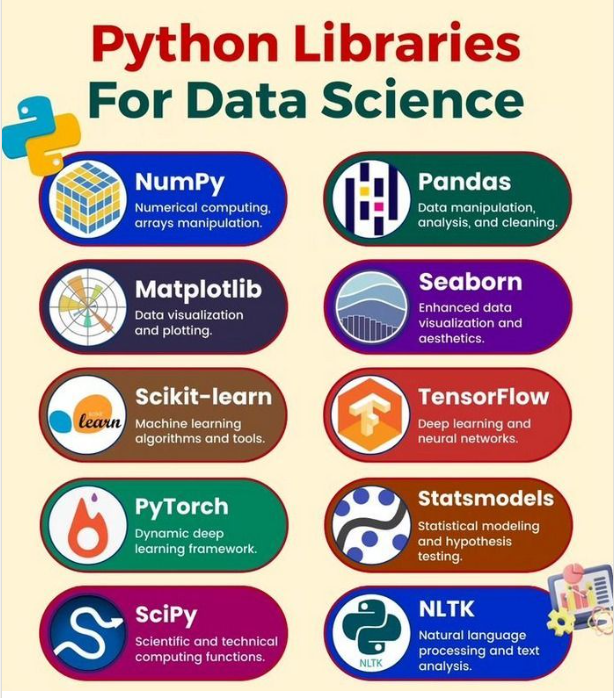 Python Libraries
For Data Science
NumPy
Numerical computing,
arrays manipulation.
Pandas
Data manipulation,
analysis, and cleaning.
Matplotlib
Data visualization
and plotting.
Seaborn
Enhanced data
visualization and
aesthetics.
learn
Scikit-learn
Machine learning
algorithms and tools.
TensorFlow
Deep learning and
neural networks.
PyTorch
Dynamic deep
learning framework.
Statsmodels
Statistical modeling
and hypothesis
testing.
SciPy
Scientific and technical
computing functions.
NLTK
NLTK
Natural language
processing and text
analysis.